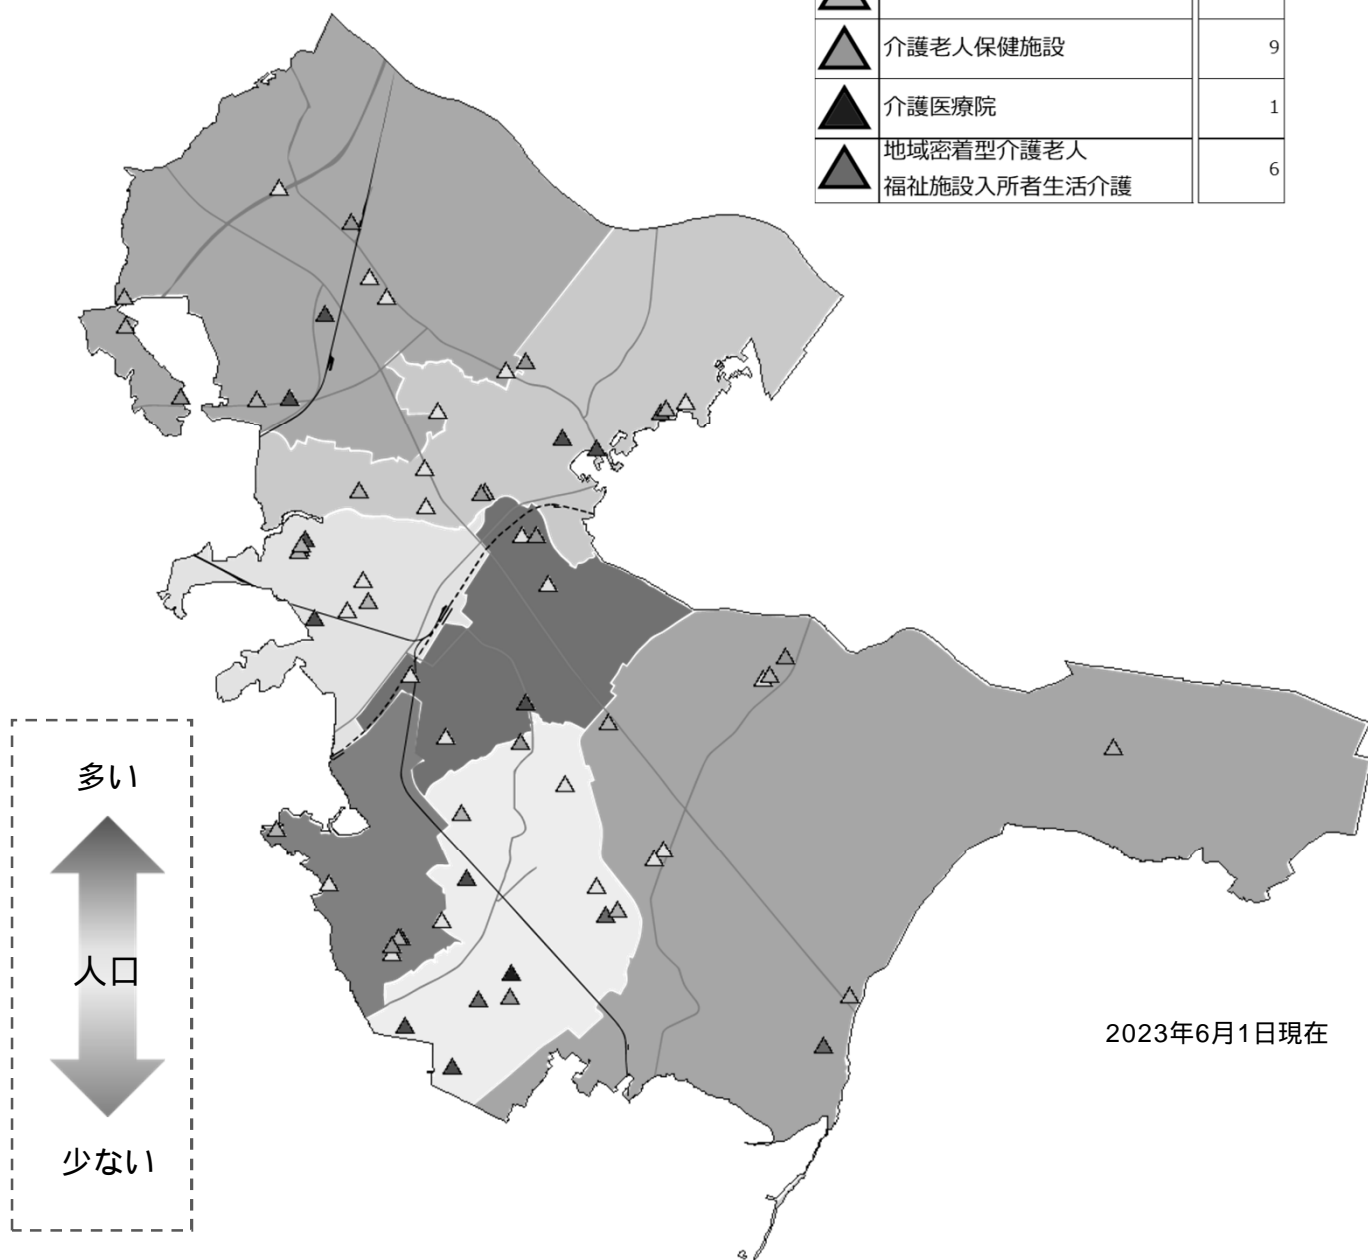 介護老人保健施設 9
介護医療院 1
地域密着型介護老人
福祉施設入所者生活介護 6
多い
人口
少ない
2023年6月1日現在